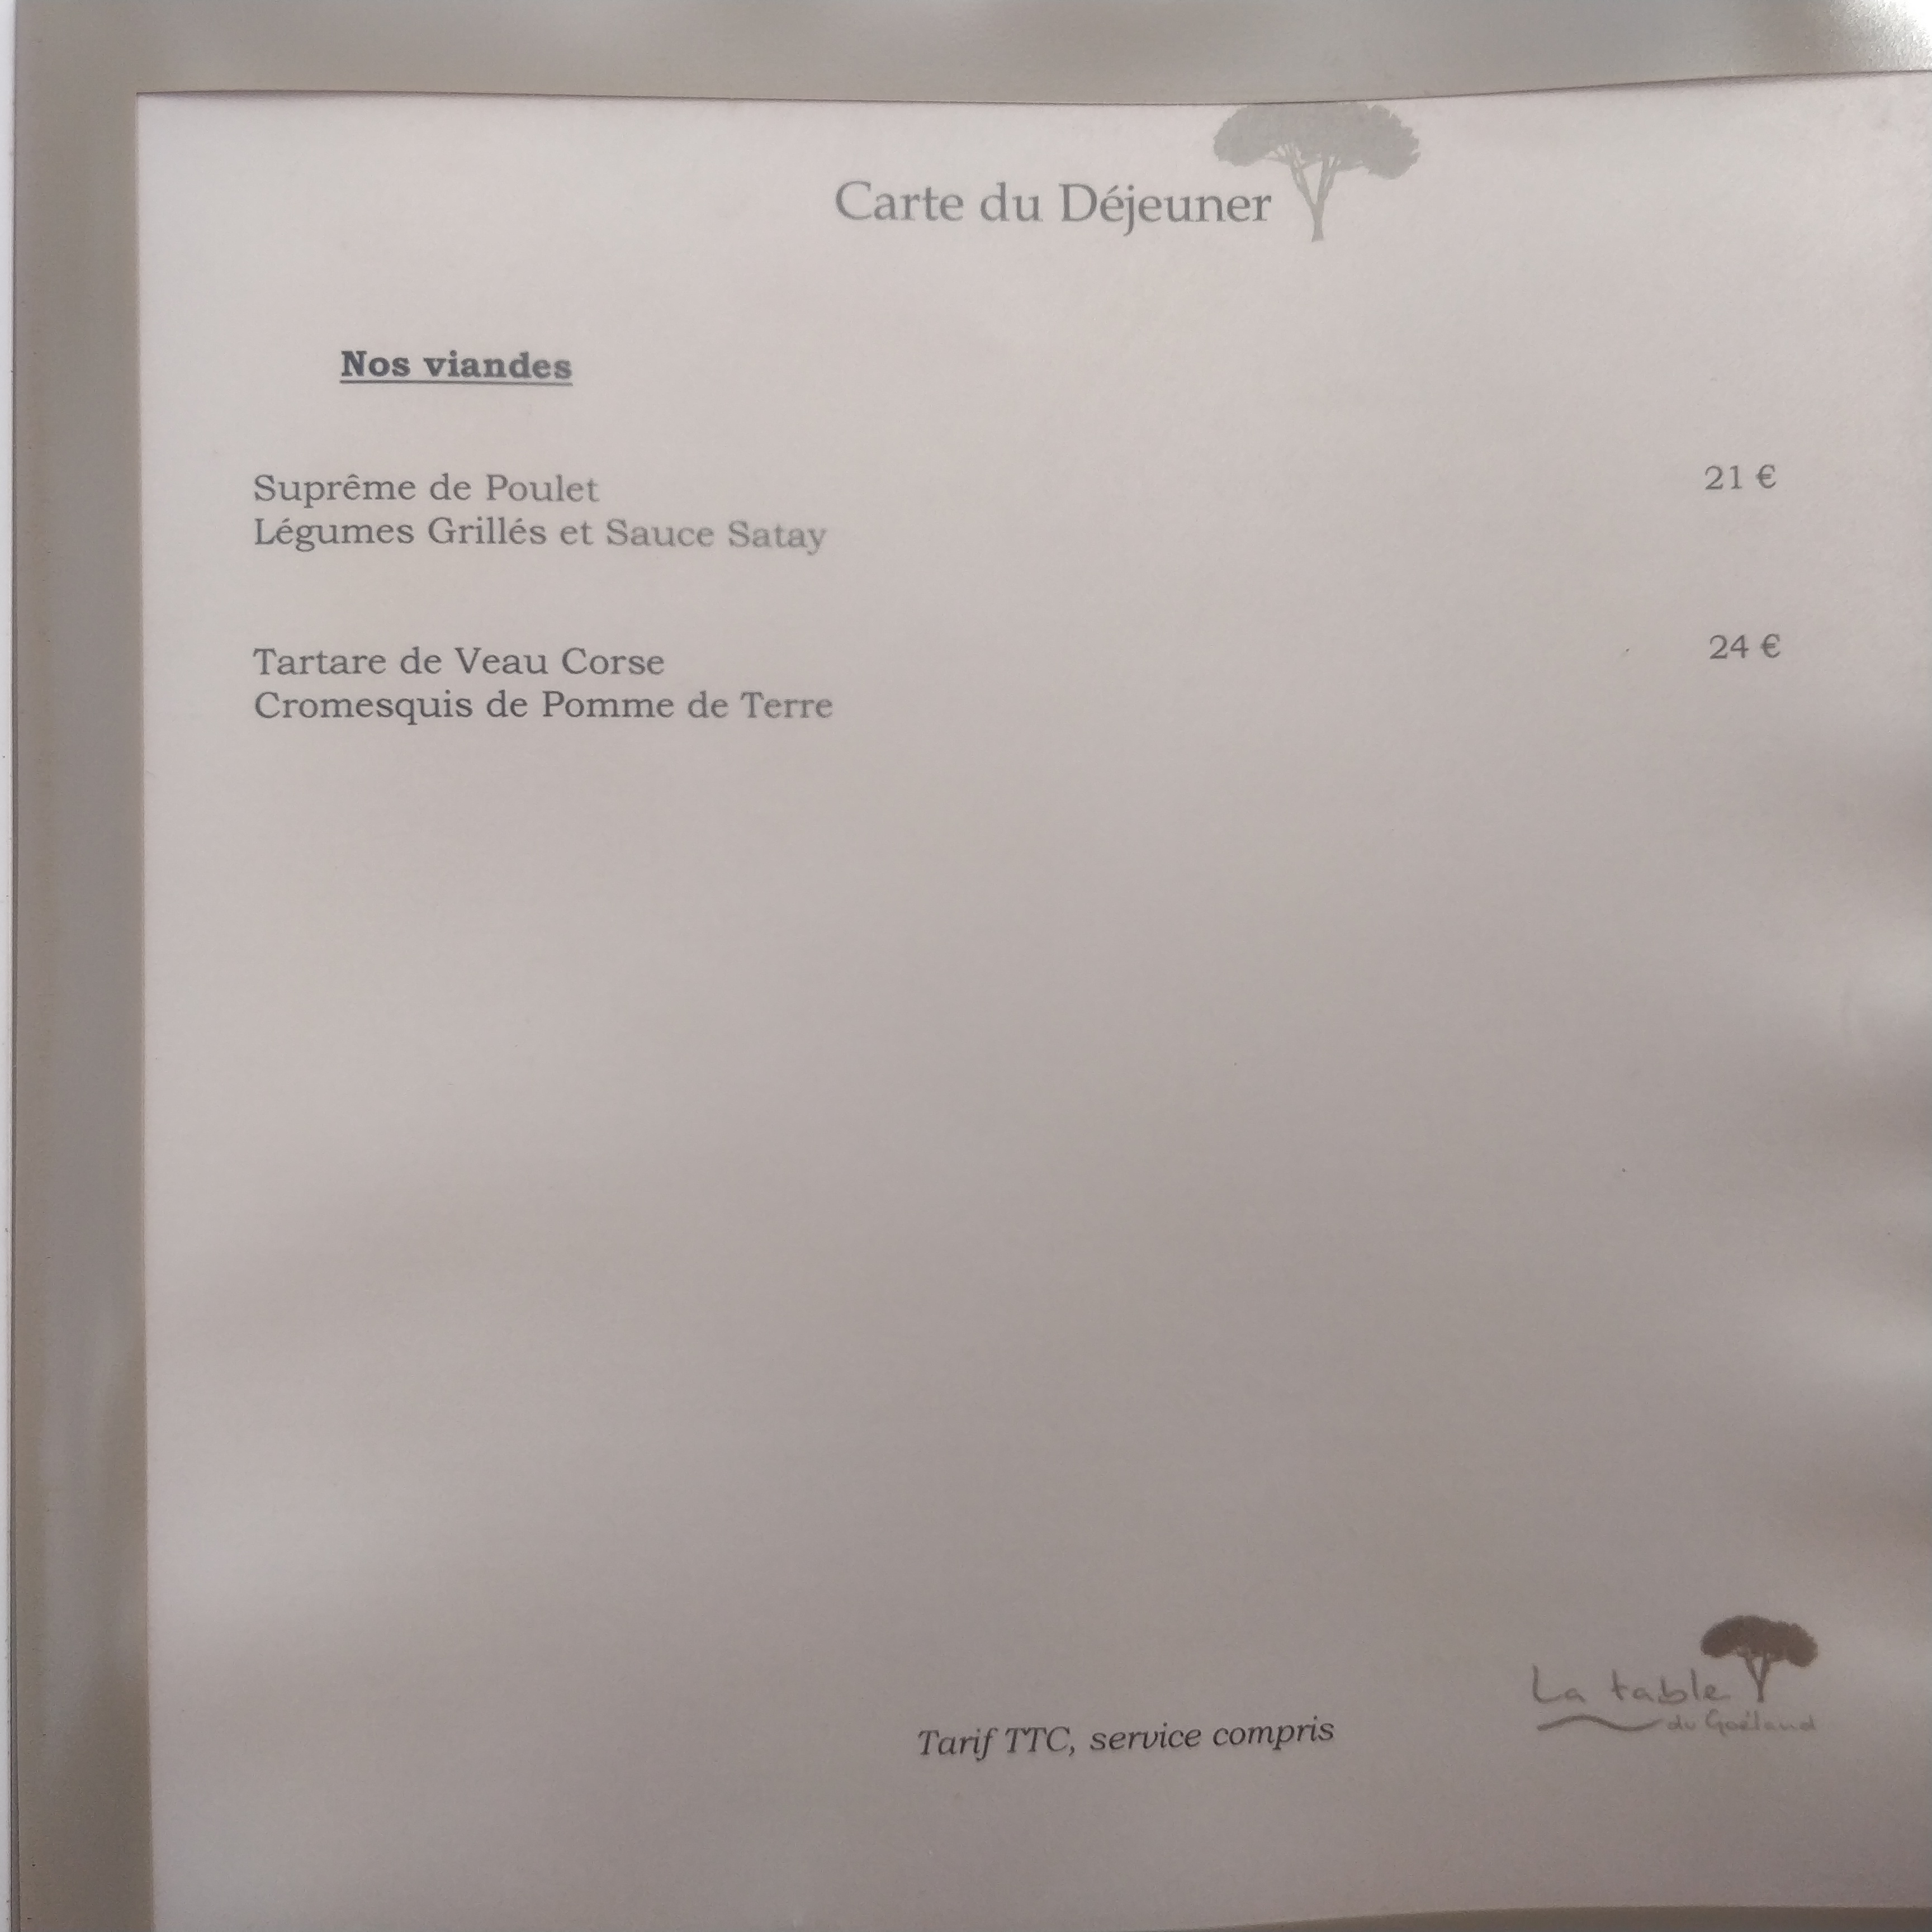 Carte du Déjeuner
Nos viandes
Suprême de Poulet
21 €
Légumes Grillés et Sauce Satay
Tartare de Veau Corse
24 €
Cromesquis de Pomme de Terre
Tarif TTC, service compris
La table
du Goéland